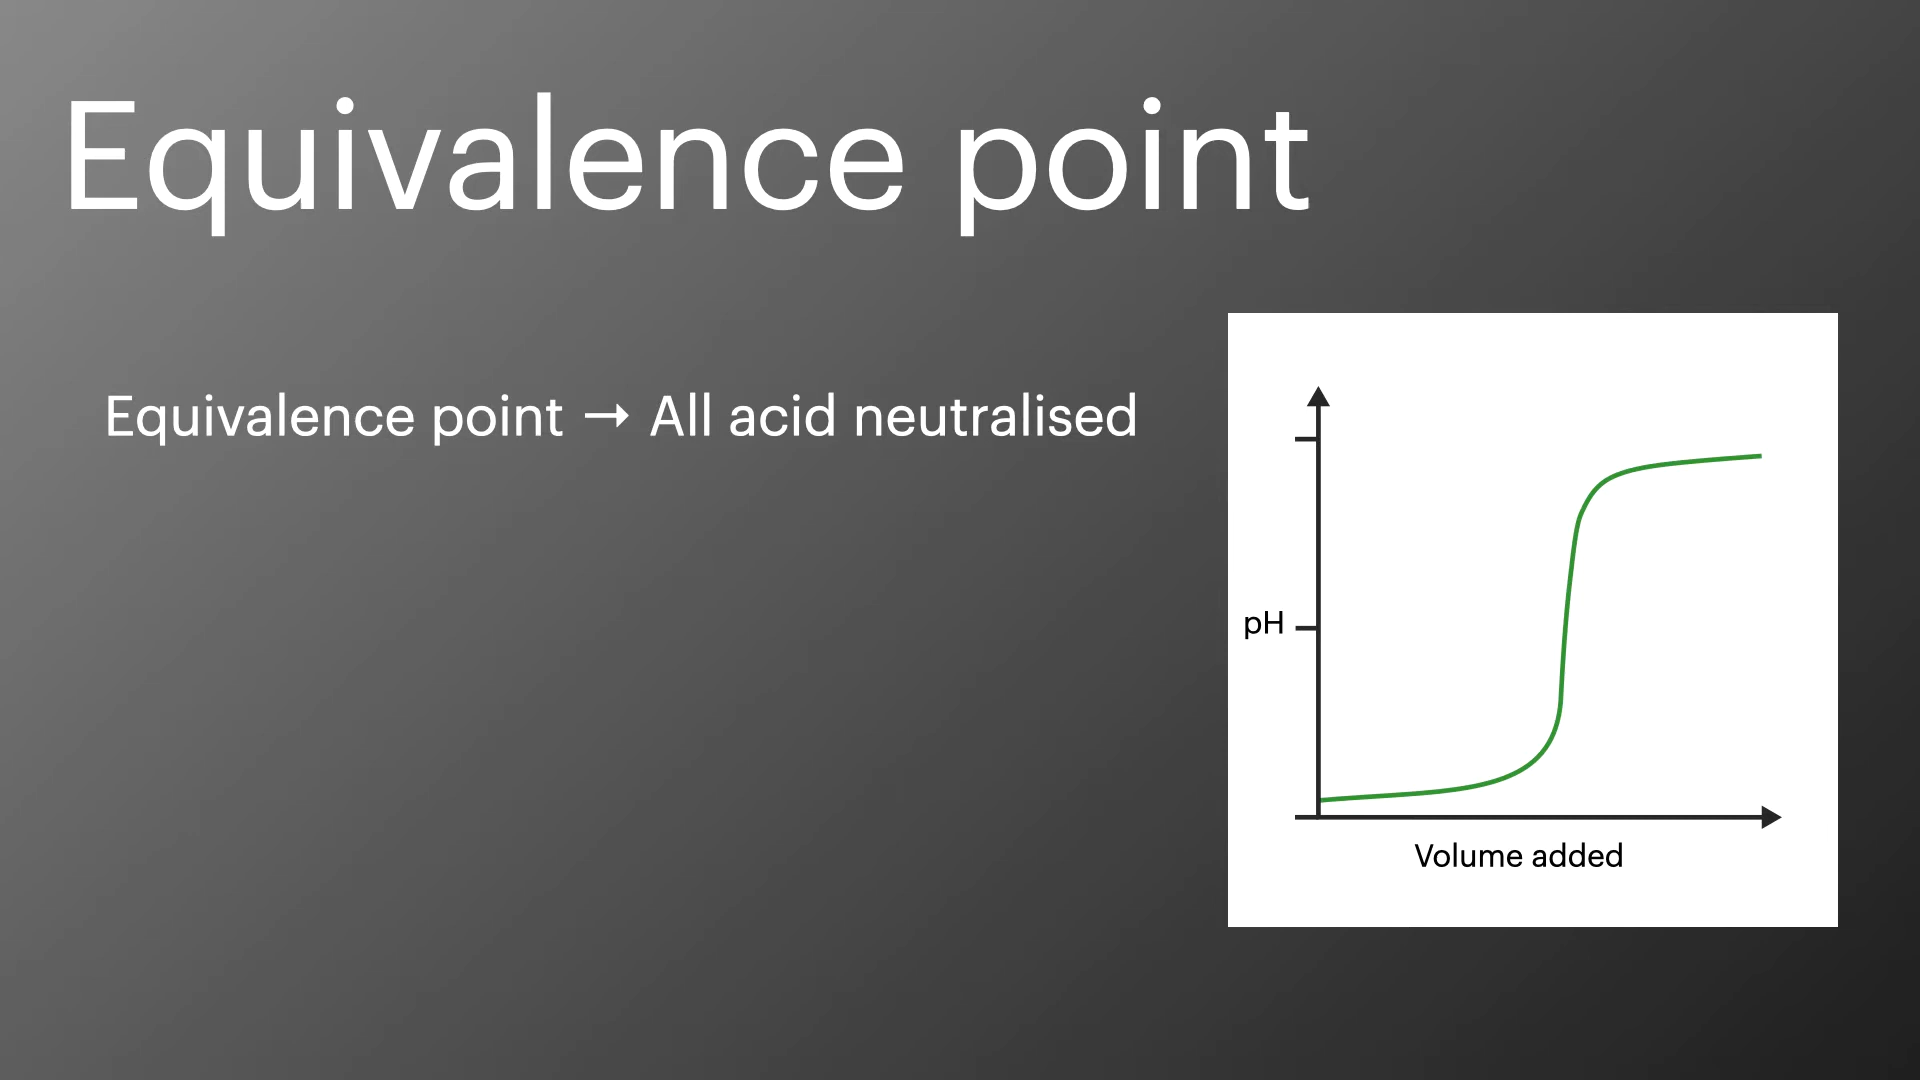 Equivalence point
Equivalence point → All acid neutralised
pH
Volume added